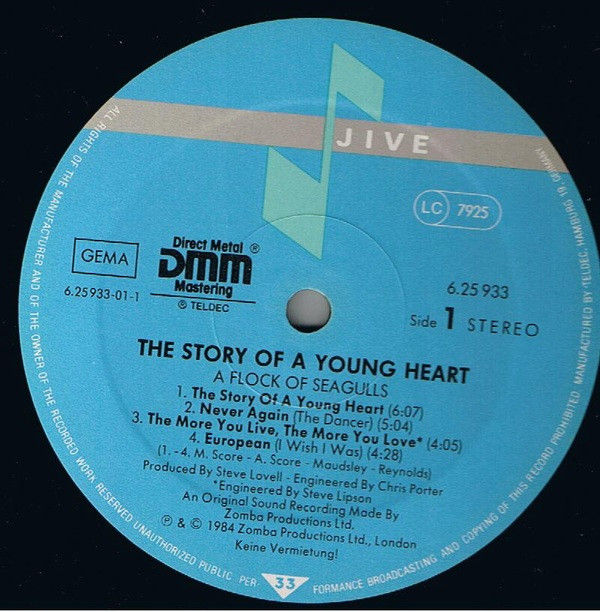 JIVE
LC 7925
GEMA
6.25 933-01-1
Direct Metal ®
DMM
Mastering
® TELDEC
6.25 933
Side 1 STEREO
THE STORY OF A YOUNG HEART
A FLOCK OF SEAGULLS
1. The Story Of A Young Heart (6:07)
2. Never Again (The Dancer) (5:04)
3. The More You Live, The More You Love* (4:05)
4. European (I Wish I Was) (4:28)
(1.-4. M. Score - A. Score - Maudsley - Reynolds)
Produced By Steve Lovell - Engineered By Chris Porter
*Engineered By Steve Lipson
An Original Sound Recording Made By
Zomba Productions Ltd.
℗ & © 1984 Zomba Productions Ltd., London
Keine Vermietung!
33
ALL RIGHTS OF THE MANUFACTURER AND OF THE OWNER OF THE RECORDED WORK RESERVED UNAUTHORIZED PUBLIC PER- FORMANCE BROADCASTING AND COPYING OF THIS RECORD PROHIBITED. MANUFACTURED BY TELDEC, HAMBURG 19, GERMANY